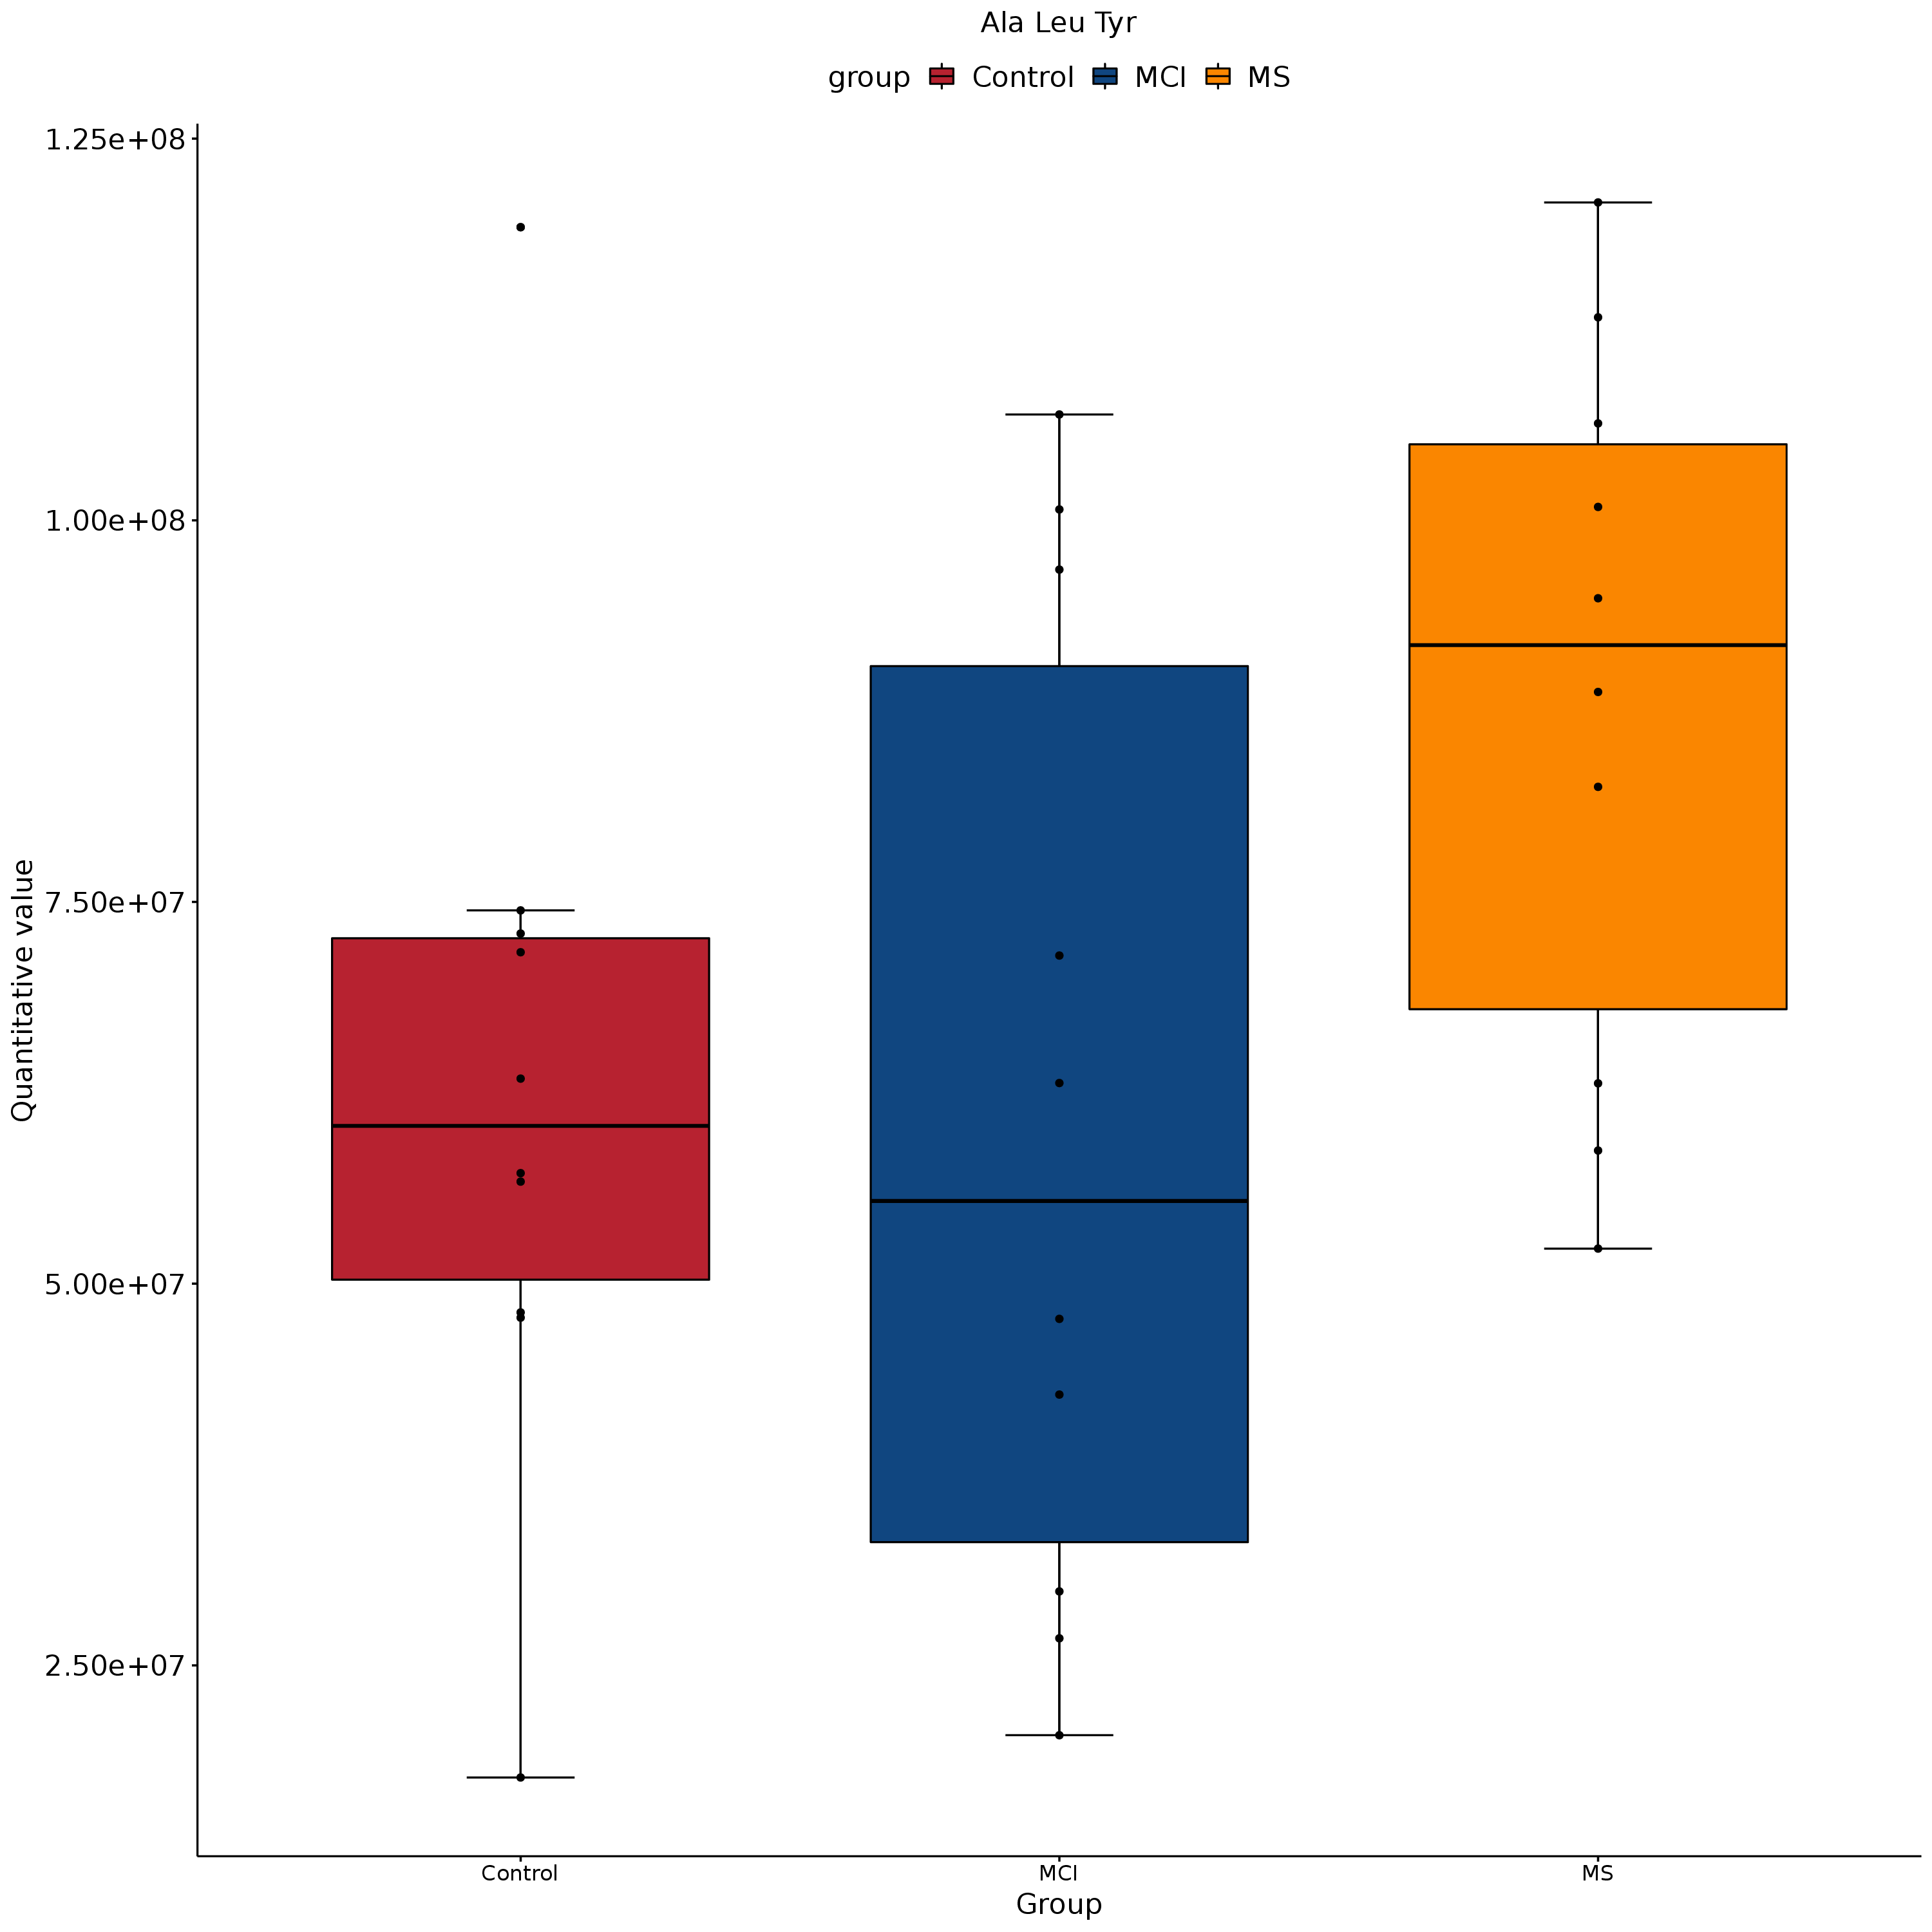 Ala Leu Tyr
group Control MCI MS
1.25e+08
1.00e+08
7.50e+07
5.00e+07
2.50e+07
Quantitative value
Control MCI MS
Group